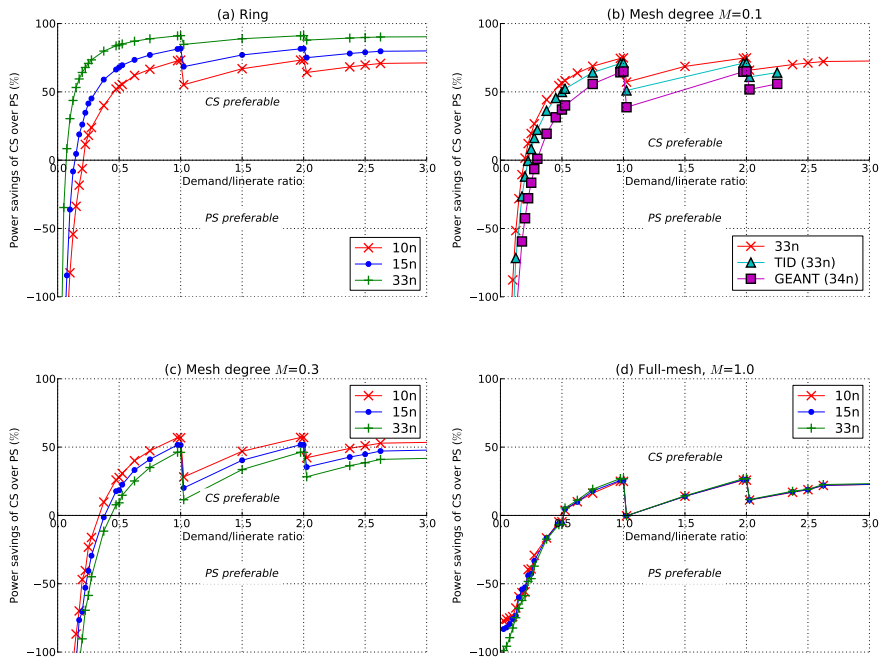 (a) Ring
Power savings of CS over PS (%)
100
50
0
−50
−100
0.0
0.5
1.0
1.5
2.0
2.5
3.0
Demand/linerate ratio
CS preferable
PS preferable
10n
15n
33n
(b) Mesh degree M=0.1
Power savings of CS over PS (%)
100
50
0
−50
−100
0.0
0.5
1.0
1.5
2.0
2.5
3.0
Demand/linerate ratio
CS preferable
PS preferable
33n
TID (33n)
GEANT (34n)
(c) Mesh degree M=0.3
Power savings of CS over PS (%)
100
50
0
−50
−100
0.0
0.5
1.0
1.5
2.0
2.5
3.0
Demand/linerate ratio
CS preferable
PS preferable
10n
15n
33n
(d) Full-mesh, M=1.0
Power savings of CS over PS (%)
100
50
0
−50
−100
0.0
0.5
1.0
1.5
2.0
2.5
3.0
Demand/linerate ratio
CS preferable
PS preferable
10n
15n
33n